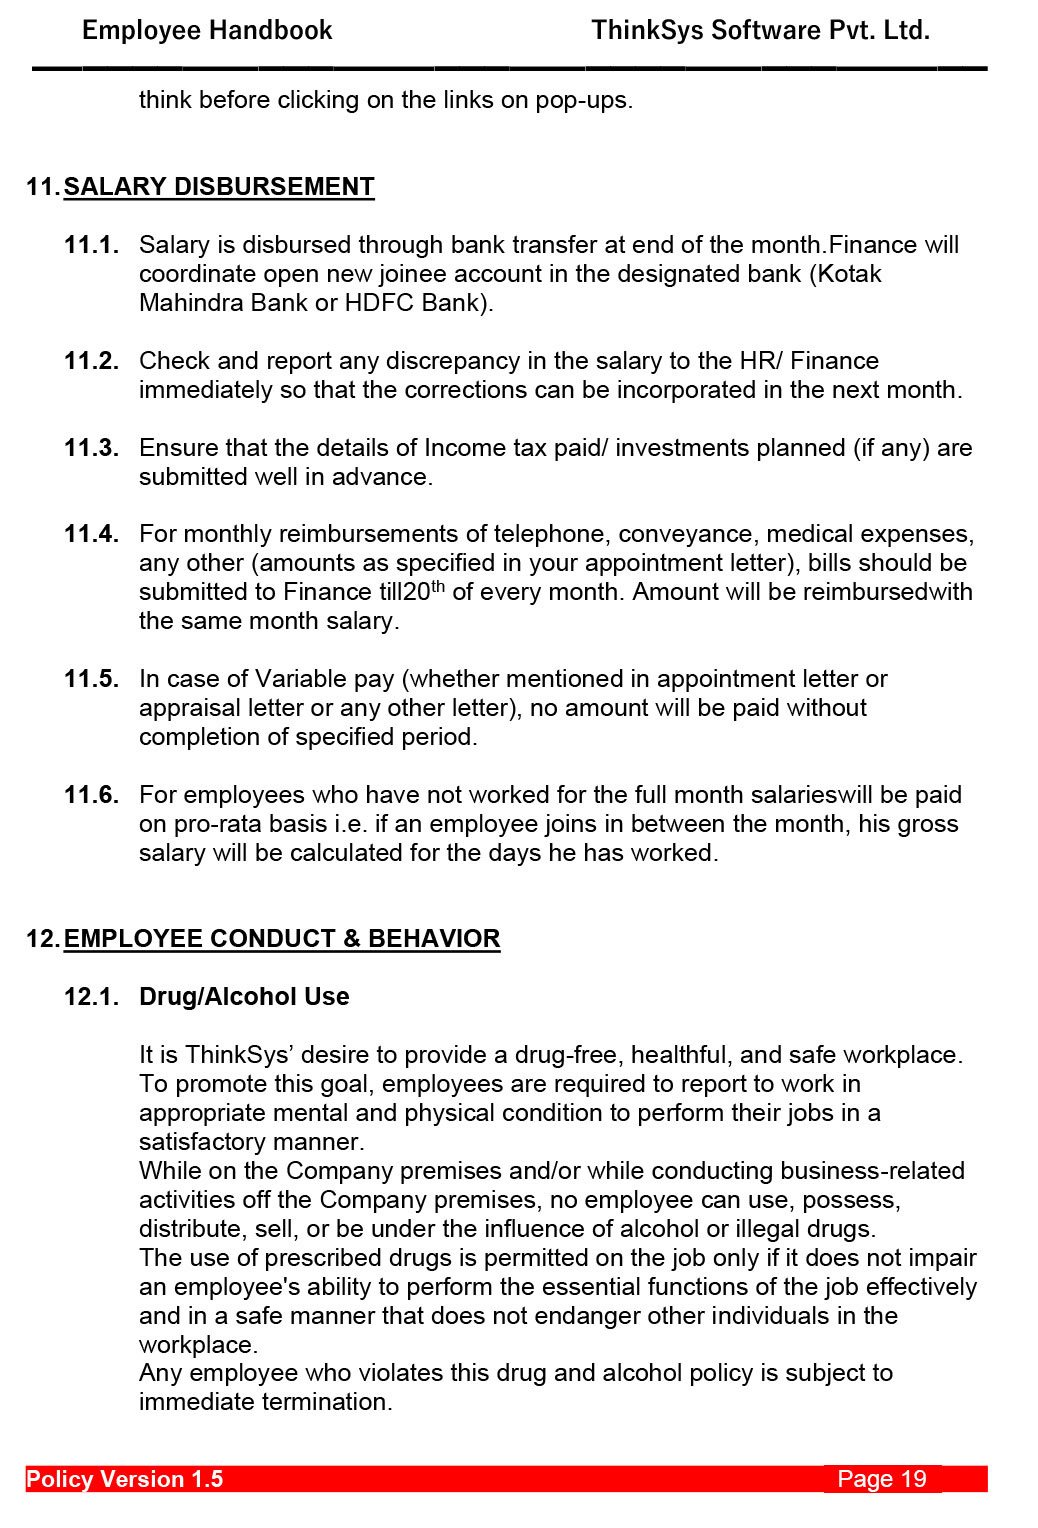 Employee Handbook ThinkSys Software Pvt. Ltd.
think before clicking on the links on pop-ups.
11. SALARY DISBURSEMENT
11.1. Salary is disbursed through bank transfer at end of the month.Finance will
coordinate open new joinee account in the designated bank (Kotak
Mahindra Bank or HDFC Bank).
11.2. Check and report any discrepancy in the salary to the HR/ Finance
immediately so that the corrections can be incorporated in the next month.
11.3. Ensure that the details of Income tax paid/ investments planned (if any) are
submitted well in advance.
11.4. For monthly reimbursements of telephone, conveyance, medical expenses,
any other (amounts as specified in your appointment letter), bills should be
submitted to Finance till20th of every month. Amount will be reimbursedwith
the same month salary.
11.5. In case of Variable pay (whether mentioned in appointment letter or
appraisal letter or any other letter), no amount will be paid without
completion of specified period.
11.6. For employees who have not worked for the full month salarieswill be paid
on pro-rata basis i.e. if an employee joins in between the month, his gross
salary will be calculated for the days he has worked.
12. EMPLOYEE CONDUCT & BEHAVIOR
12.1. Drug/Alcohol Use
It is ThinkSys’ desire to provide a drug-free, healthful, and safe workplace.
To promote this goal, employees are required to report to work in
appropriate mental and physical condition to perform their jobs in a
satisfactory manner.
While on the Company premises and/or while conducting business-related
activities off the Company premises, no employee can use, possess,
distribute, sell, or be under the influence of alcohol or illegal drugs.
The use of prescribed drugs is permitted on the job only if it does not impair
an employee's ability to perform the essential functions of the job effectively
and in a safe manner that does not endanger other individuals in the
workplace.
Any employee who violates this drug and alcohol policy is subject to
immediate termination.
Policy Version 1.5 Page 19